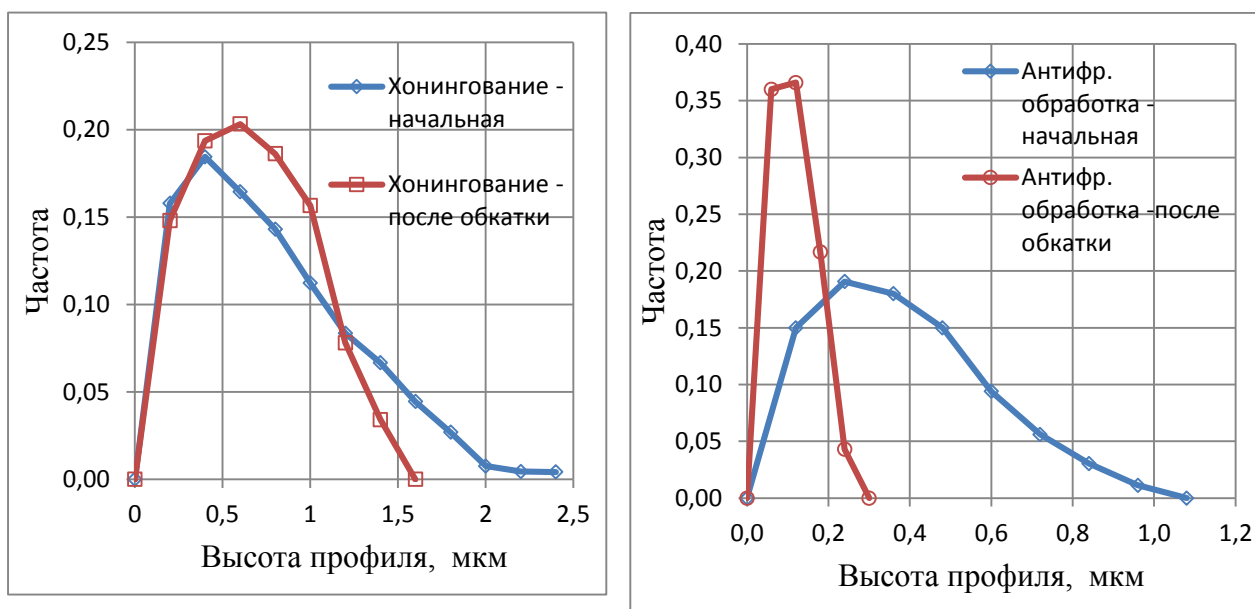 0,25
0,20
0,15
0,10
0,05
0,00
Частота
Хонингование -
начальная
Хонингование -
после обкатки
0
0,5
1
1,5
2
2,5
Высота профиля, мкм
0,40
0,35
0,30
0,25
0,20
0,15
0,10
0,05
0,00
Частота
Антифр.
обработка -
начальная
Антифр.
обработка -после
обкатки
0,0
0,2
0,4
0,6
0,8
1,0
1,2
Высота профиля, мкм